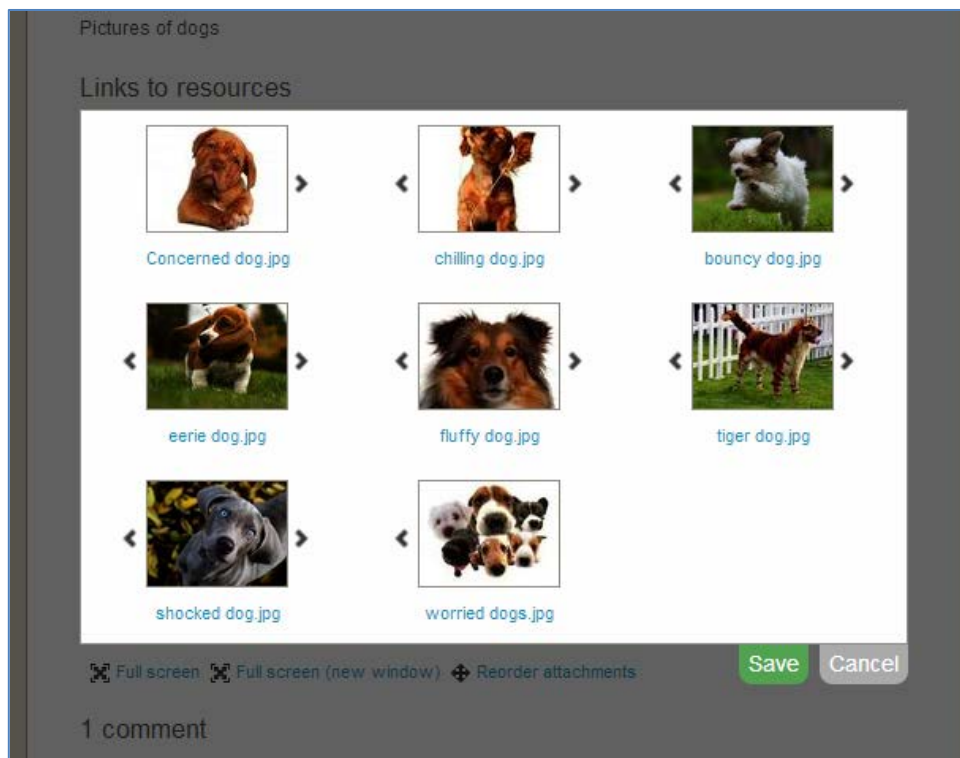 Pictures of dogs
Links to resources
Concerned dog.jpg
chilling dog.jpg
bouncy dog.jpg
eerie dog.jpg
fluffy dog.jpg
tiger dog.jpg
shocked dog.jpg
worried dogs.jpg
Full screen Full screen (new window) Reorder attachments
Save Cancel
1 comment